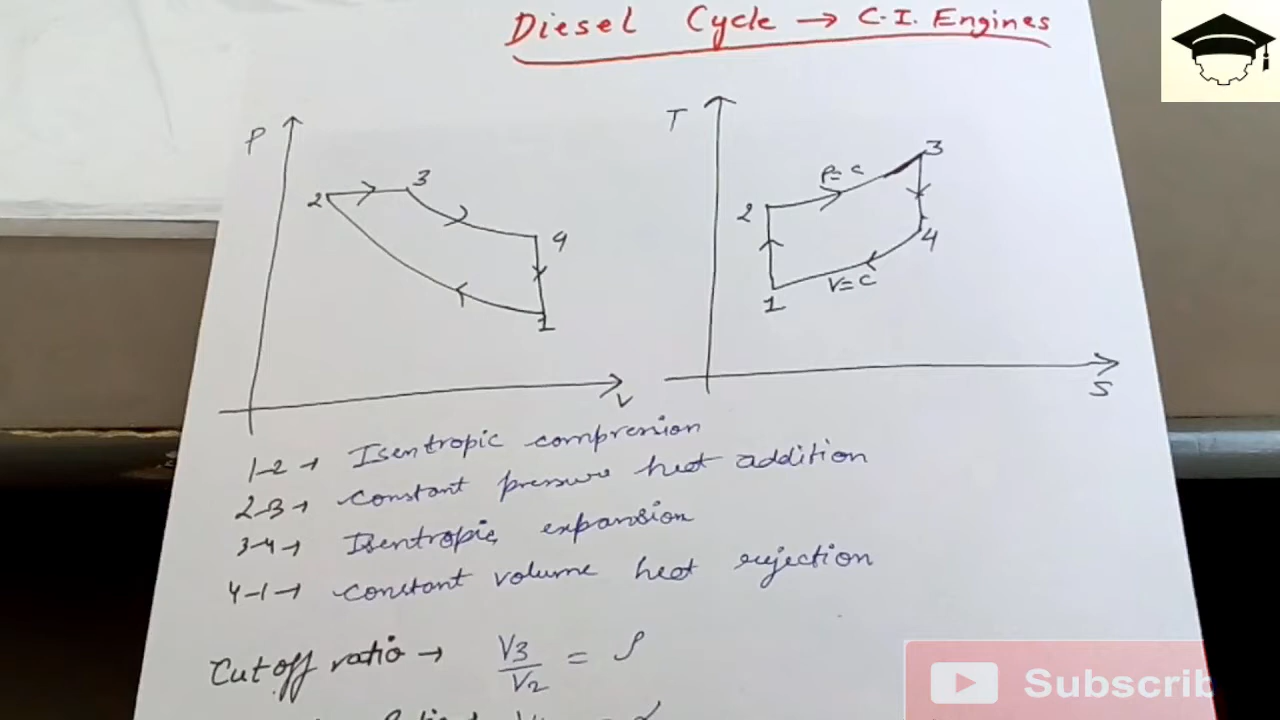 Diesel Cycle → C.I. Engines
P
2
3
4
1
V
T
P=C
3
2
4
V=C
1
S
1-2 → Isentropic compression
2-3 → constant pressure heat addition
3-4 → Isentropic expansion
4-1 → constant volume heat rejection
Cut off ratio → V3/V2 = ρ
Subscrib